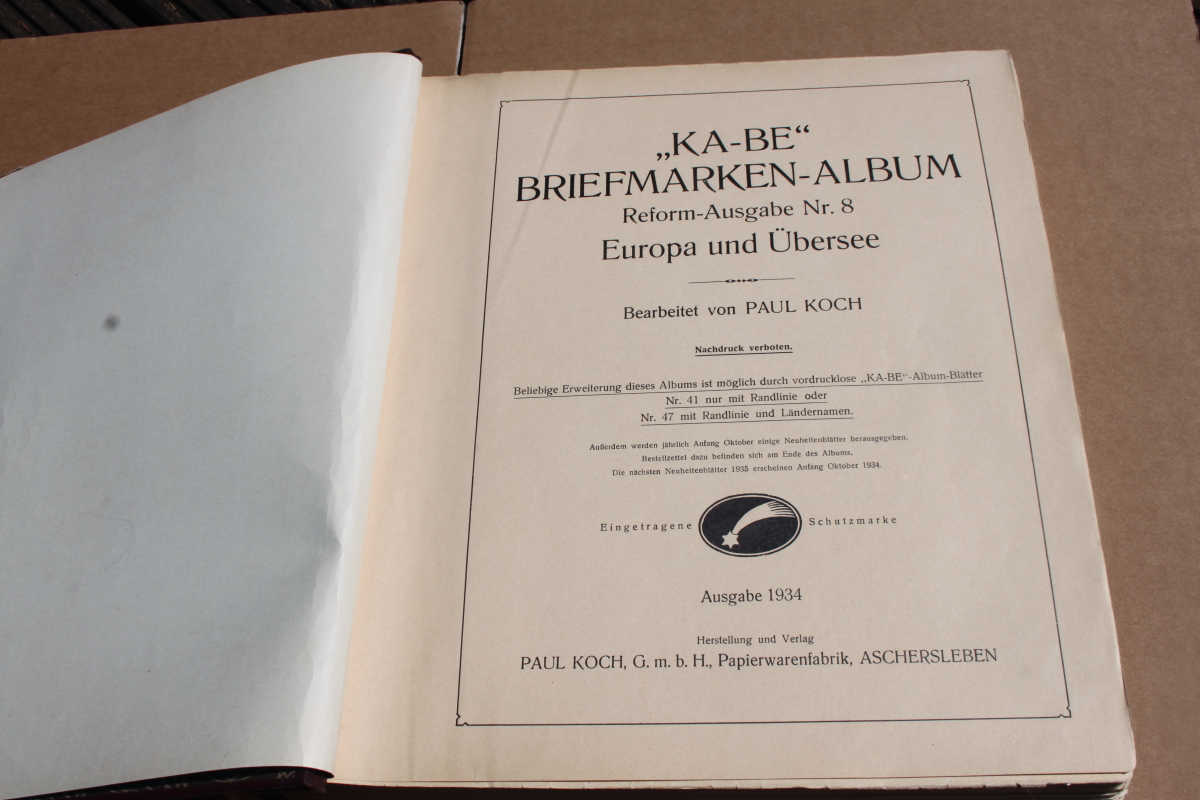 „KA-BE“
BRIEFMARKEN-ALBUM
Reform-Ausgabe Nr. 8
Europa und Übersee
Bearbeitet von PAUL KOCH
Nachdruck verboten.
Beliebige Erweiterung dieses Albums ist möglich durch vordrucklose „KA-BE“-Album-Blätter
Nr. 41 nur mit Randlinie oder
Nr. 47 mit Randlinie und Ländernamen.
Außerdem werden jährlich Anfang Oktober einige Neuheitenblätter herausgegeben.
Bestellzettel dazu befinden sich am Ende des Albums.
Die nächsten Neuheitenblätter 1935 erscheinen Anfang Oktober 1934.
Eingetragene Schutzmarke
Ausgabe 1934
Herstellung und Verlag
PAUL KOCH, G. m. b. H., Papierwarenfabrik, ASCHERSLEBEN